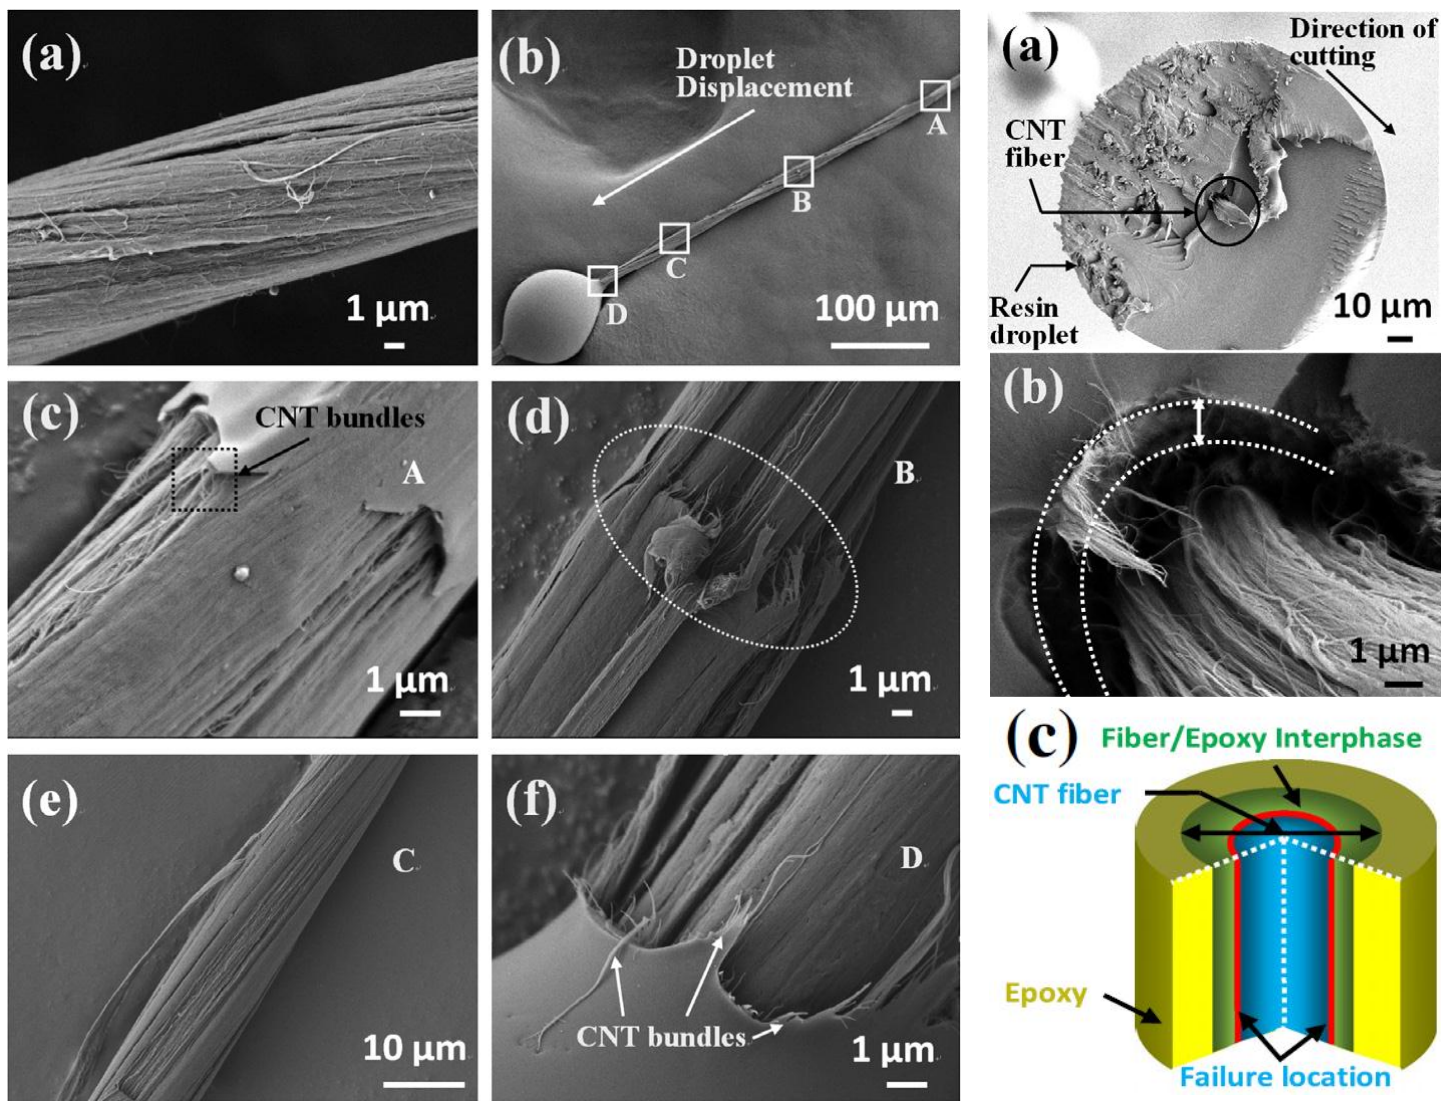 (a)
1 μm
(b)
Droplet
Displacement
A
B
C
D
100 μm
(c)
CNT bundles
A
1 μm
(d)
B
1 μm
(e)
C
10 μm
(f)
D
CNT bundles
1 μm
(a)
Direction of
cutting
CNT
fiber
Resin
droplet
10 μm
(b)
1 μm
(c)
Fiber/Epoxy Interphase
CNT fiber
Epoxy
Failure location